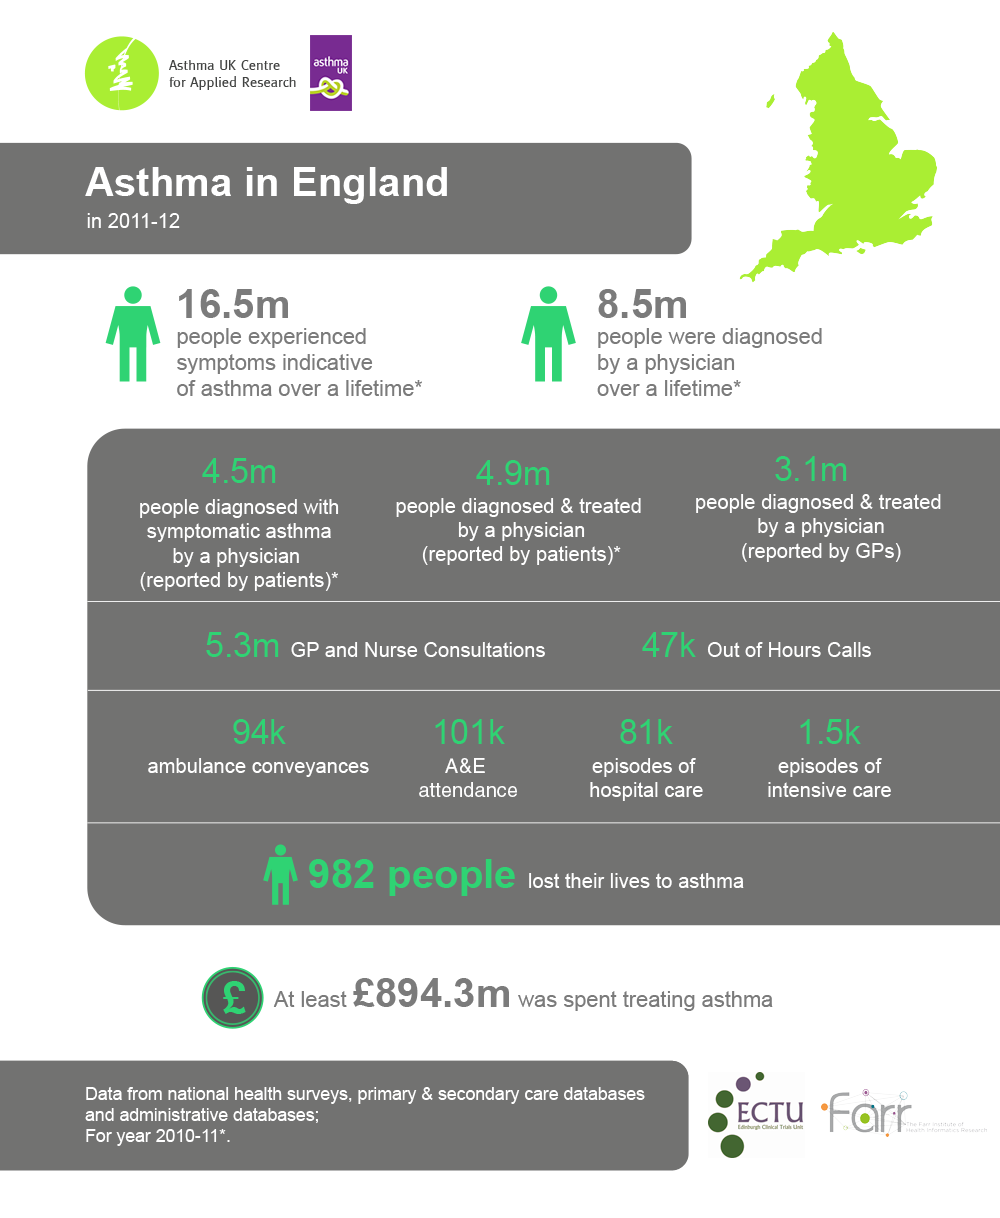 Asthma UK Centre
for Applied Research
asthma
UK
Asthma in England
in 2011-12
16.5m
people experienced
symptoms indicative
of asthma over a lifetime*
8.5m
people were diagnosed
by a physician
over a lifetime*
4.5m
people diagnosed with
symptomatic asthma
by a physician
(reported by patients)*
4.9m
people diagnosed & treated
by a physician
(reported by patients)*
3.1m
people diagnosed & treated
by a physician
(reported by GPs)
5.3m GP and Nurse Consultations
47k Out of Hours Calls
94k
ambulance conveyances
101k
A&E
attendance
81k
episodes of
hospital care
1.5k
episodes of
intensive care
982 people lost their lives to asthma
£
At least £894.3m was spent treating asthma
Data from national health surveys, primary & secondary care databases
and administrative databases;
For year 2010-11*.
ECTU
Edinburgh Clinical Trials Unit
Farr
The Farr Institute of
Health Informatics Research